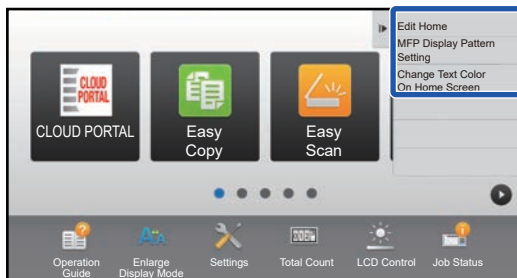 Edit Home
MFP Display Pattern
Setting
Change Text Color
On Home Screen
CLOUD
PORTAL
CLOUD PORTAL
Easy
Copy
Easy
Scan
Operation
Guide
Enlarge
Display Mode
Settings
Total Count
LCD Control
Job Status